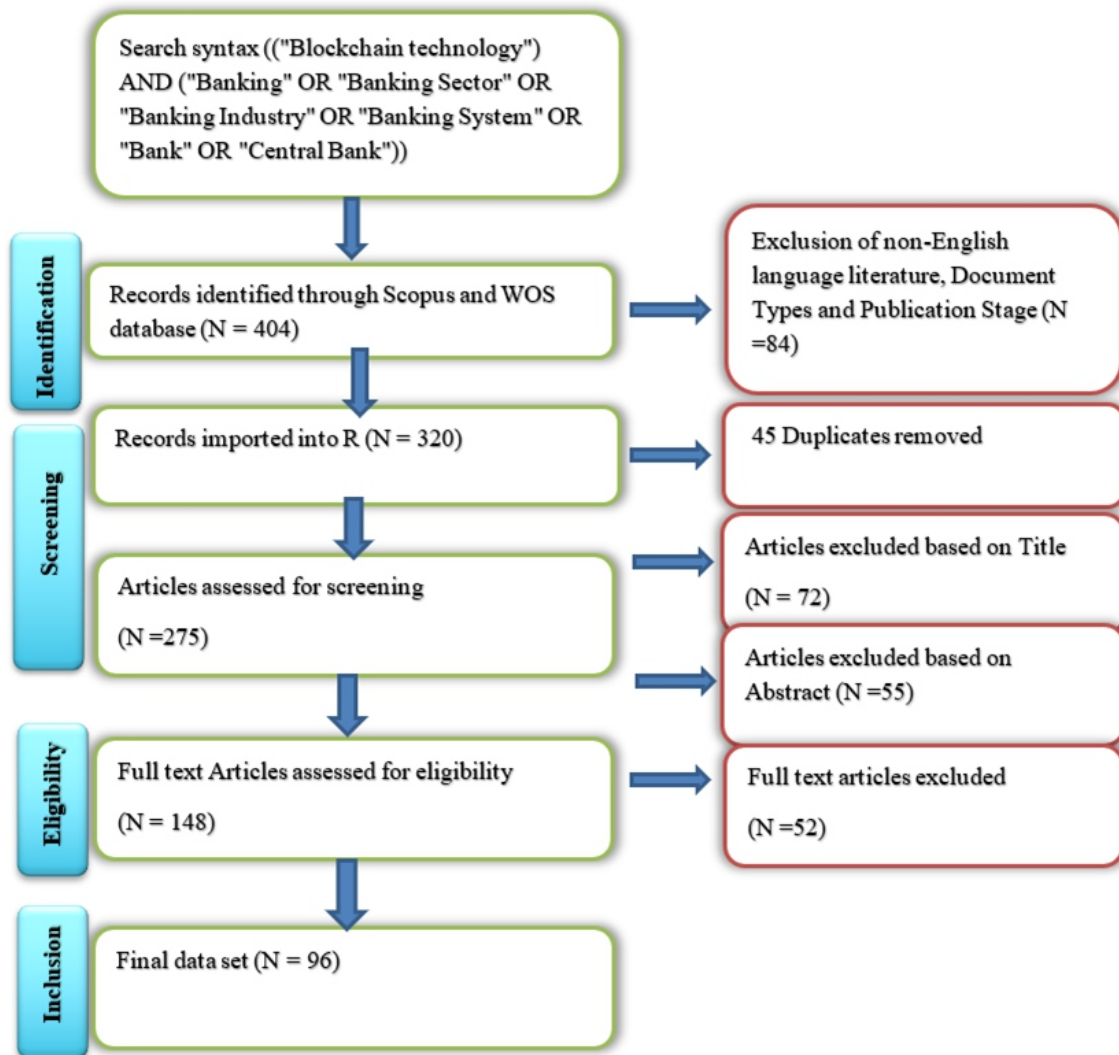 Search syntax (("Blockchain technology")
AND ("Banking" OR "Banking Sector" OR
"Banking Industry" OR "Banking System" OR
"Bank" OR "Central Bank"))
Identification
Records identified through Scopus and WOS
database (N = 404)
Exclusion of non-English
language literature, Document
Types and Publication Stage (N
=84)
Screening
Records imported into R (N = 320)
45 Duplicates removed
Articles assessed for screening
(N =275)
Articles excluded based on Title
(N = 72)
Articles excluded based on
Abstract (N =55)
Eligibility
Full text Articles assessed for eligibility
(N = 148)
Full text articles excluded
(N =52)
Inclusion
Final data set (N = 96)